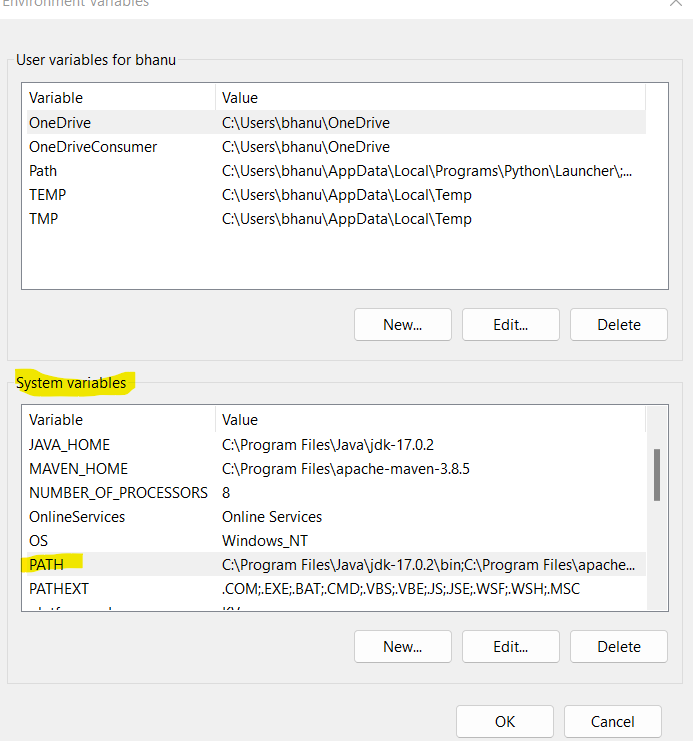 Environment Variables
User variables for bhanu
Variable Value
OneDrive C:\Users\bhanu\OneDrive
OneDriveConsumer C:\Users\bhanu\OneDrive
Path C:\Users\bhanu\AppData\Local\Programs\Python\Launcher\;...
TEMP C:\Users\bhanu\AppData\Local\Temp
TMP C:\Users\bhanu\AppData\Local\Temp
New... Edit... Delete
System variables
Variable Value
JAVA_HOME C:\Program Files\Java\jdk-17.0.2
MAVEN_HOME C:\Program Files\apache-maven-3.8.5
NUMBER_OF_PROCESSORS 8
OnlineServices Online Services
OS Windows_NT
PATH C:\Program Files\Java\jdk-17.0.2\bin;C:\Program Files\apache...
PATHEXT .COM;.EXE;.BAT;.CMD;.VBS;.VBE;.JS;.JSE;.WSF;.WSH;.MSC
New... Edit... Delete
OK Cancel